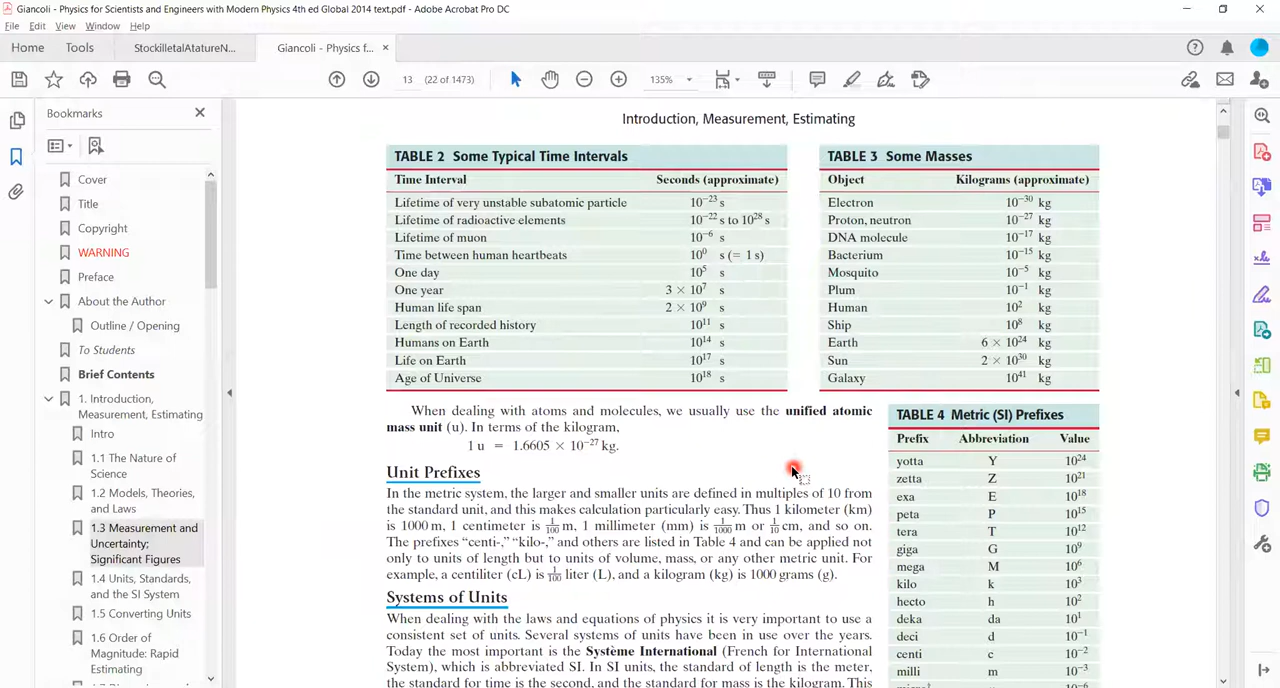 Giancoli - Physics for Scientists and Engineers with Modern Physics 4th ed Global 2014 text.pdf - Adobe Acrobat Pro DC
File Edit View Window Help
Home Tools StockilletalAtatureN... Giancoli - Physics f... ×
13 (22 of 1473) 135%
Bookmarks
Cover
Title
Copyright
WARNING
Preface
About the Author
Outline / Opening
To Students
Brief Contents
1. Introduction,
Measurement, Estimating
Intro
1.1 The Nature of
Science
1.2 Models, Theories,
and Laws
1.3 Measurement and
Uncertainty;
Significant Figures
1.4 Units, Standards,
and the SI System
1.5 Converting Units
1.6 Order of
Magnitude: Rapid
Estimating
Introduction, Measurement, Estimating
TABLE 2 Some Typical Time Intervals
Time Interval Seconds (approximate)
Lifetime of very unstable subatomic particle 10⁻²³ s
Lifetime of radioactive elements 10⁻²² s to 10²⁸ s
Lifetime of muon 10⁻⁶ s
Time between human heartbeats 10⁰ s (= 1 s)
One day 10⁵ s
One year 3 × 10⁷ s
Human life span 2 × 10⁹ s
Length of recorded history 10¹¹ s
Humans on Earth 10¹⁴ s
Life on Earth 10¹⁷ s
Age of Universe 10¹⁸ s
TABLE 3 Some Masses
Object Kilograms (approximate)
Electron 10⁻³⁰ kg
Proton, neutron 10⁻²⁷ kg
DNA molecule 10⁻¹⁷ kg
Bacterium 10⁻¹⁵ kg
Mosquito 10⁻⁵ kg
Plum 10⁻¹ kg
Human 10² kg
Ship 10⁸ kg
Earth 6 × 10²⁴ kg
Sun 2 × 10³⁰ kg
Galaxy 10⁴¹ kg
When dealing with atoms and molecules, we usually use the unified atomic
mass unit (u). In terms of the kilogram,
1 u = 1.6605 × 10⁻²⁷ kg.
Unit Prefixes
In the metric system, the larger and smaller units are defined in multiples of 10 from
the standard unit, and this makes calculation particularly easy. Thus 1 kilometer (km)
is 1000 m, 1 centimeter is 1/100 m, 1 millimeter (mm) is 1/1000 m or 1/10 cm, and so on.
The prefixes “centi-,” “kilo-,” and others are listed in Table 4 and can be applied not
only to units of length but to units of volume, mass, or any other metric unit. For
example, a centiliter (cL) is 1/100 liter (L), and a kilogram (kg) is 1000 grams (g).
Systems of Units
When dealing with the laws and equations of physics it is very important to use a
consistent set of units. Several systems of units have been in use over the years.
Today the most important is the Système International (French for International
System), which is abbreviated SI. In SI units, the standard of length is the meter,
the standard for time is the second, and the standard for mass is the kilogram. This
TABLE 4 Metric (SI) Prefixes
Prefix Abbreviation Value
yotta Y 10²⁴
zetta Z 10²¹
exa E 10¹⁸
peta P 10¹⁵
tera T 10¹²
giga G 10⁹
mega M 10⁶
kilo k 10³
hecto h 10²
deka da 10¹
deci d 10⁻¹
centi c 10⁻²
milli m 10⁻³